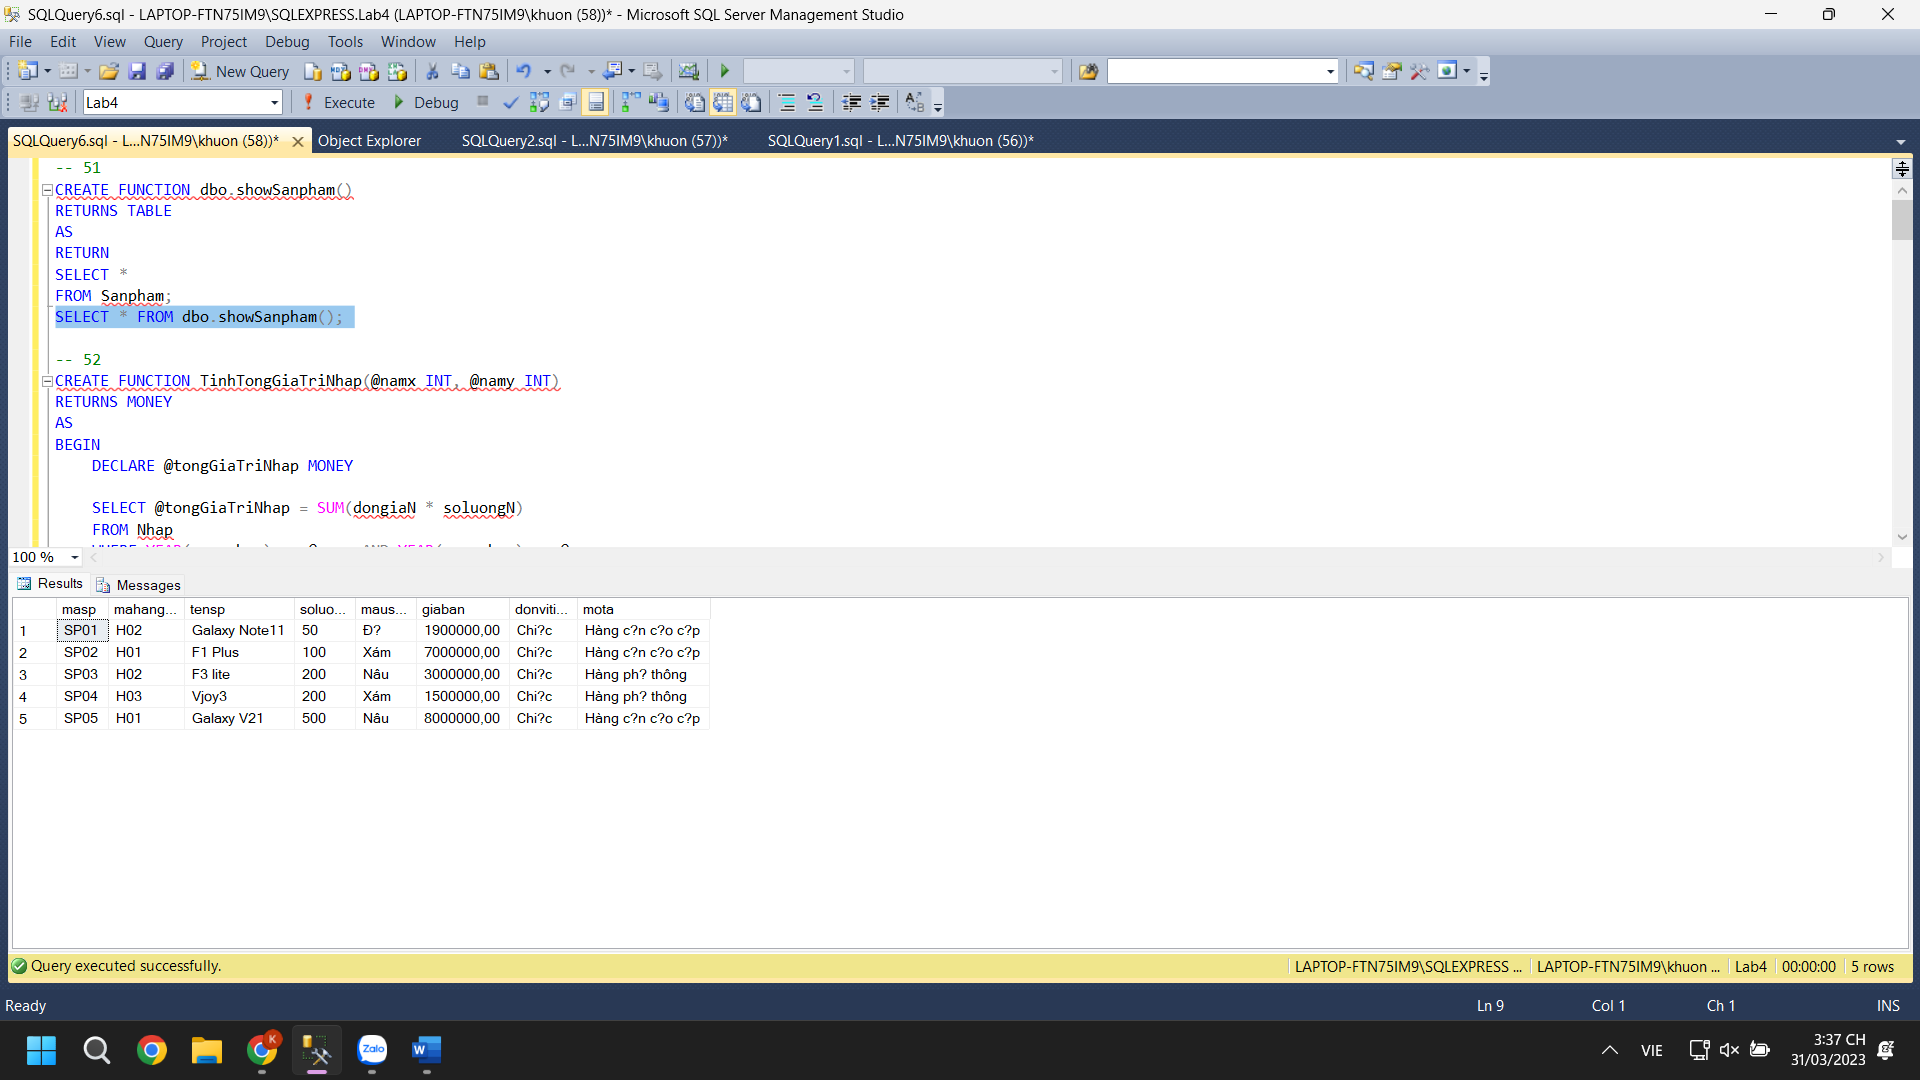 SQLQuery6.sql - LAPTOP-FTN75IM9\SQLEXPRESS.Lab4 (LAPTOP-FTN75IM9\khuon (58))* - Microsoft SQL Server Management Studio
File Edit View Query Project Debug Tools Window Help
New Query
Lab4 Execute Debug
SQLQuery6.sql - L...N75IM9\khuon (58))* Object Explorer SQLQuery2.sql - L...N75IM9\khuon (57))* SQLQuery1.sql - L...N75IM9\khuon (56))*
-- 51
CREATE FUNCTION dbo.showSanpham()
RETURNS TABLE
AS
RETURN
SELECT *
FROM Sanpham;
SELECT * FROM dbo.showSanpham();
-- 52
CREATE FUNCTION TinhTongGiaTriNhap(@namx INT, @namy INT)
RETURNS MONEY
AS
BEGIN
DECLARE @tongGiaTriNhap MONEY
SELECT @tongGiaTriNhap = SUM(dongiaN * soluongN)
FROM Nhap
100 %
Results Messages
masp mahang... tensp soluo... maus... giaban donviti... mota
1 SP01 H02 Galaxy Note11 50 Đ? 1900000,00 Chi?c Hàng c?n c?o c?p
2 SP02 H01 F1 Plus 100 Xám 7000000,00 Chi?c Hàng c?n c?o c?p
3 SP03 H02 F3 lite 200 Nâu 3000000,00 Chi?c Hàng ph? thông
4 SP04 H03 Vjoy3 200 Xám 1500000,00 Chi?c Hàng ph? thông
5 SP05 H01 Galaxy V21 500 Nâu 8000000,00 Chi?c Hàng c?n c?o c?p
Query executed successfully. LAPTOP-FTN75IM9\SQLEXPRESS ... LAPTOP-FTN75IM9\khuon ... Lab4 00:00:00 5 rows
Ready Ln 9 Col 1 Ch 1 INS
K
Zalo
W
VIE
3:37 CH
31/03/2023